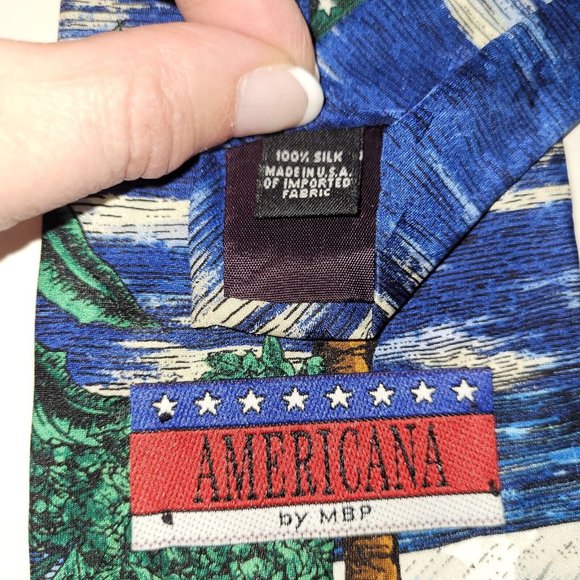 100% SILK
MADE IN U.S.A.
OF IMPORTED
FABRIC
AMERICANA
by MBP